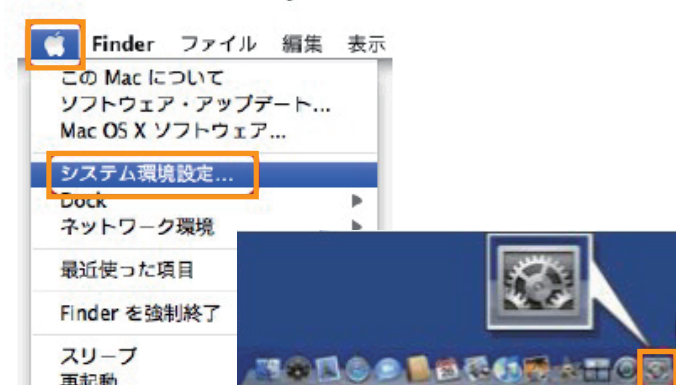 Finder ファイル 編集 表示
この Mac について
ソフトウェア・アップデート...
Mac OS X ソフトウェア...
システム環境設定...
Dock
ネットワーク環境
最近使った項目
Finder を強制終了
スリープ
再起動